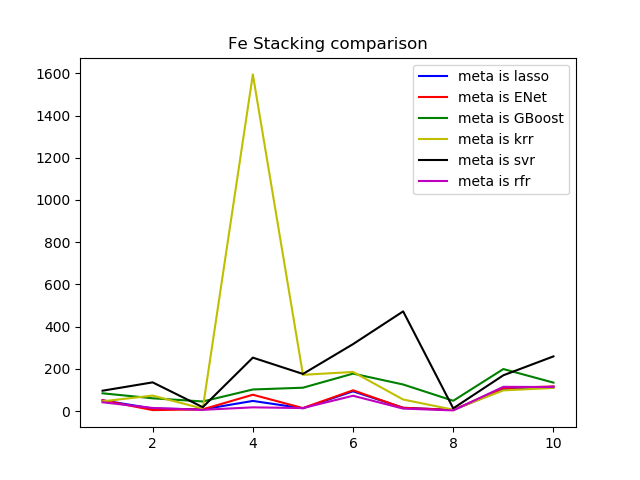 Fe Stacking comparison
1600
1400
1200
1000
800
600
400
200
0
2
4
6
8
10
meta is lasso
meta is ENet
meta is GBoost
meta is krr
meta is svr
meta is rfr